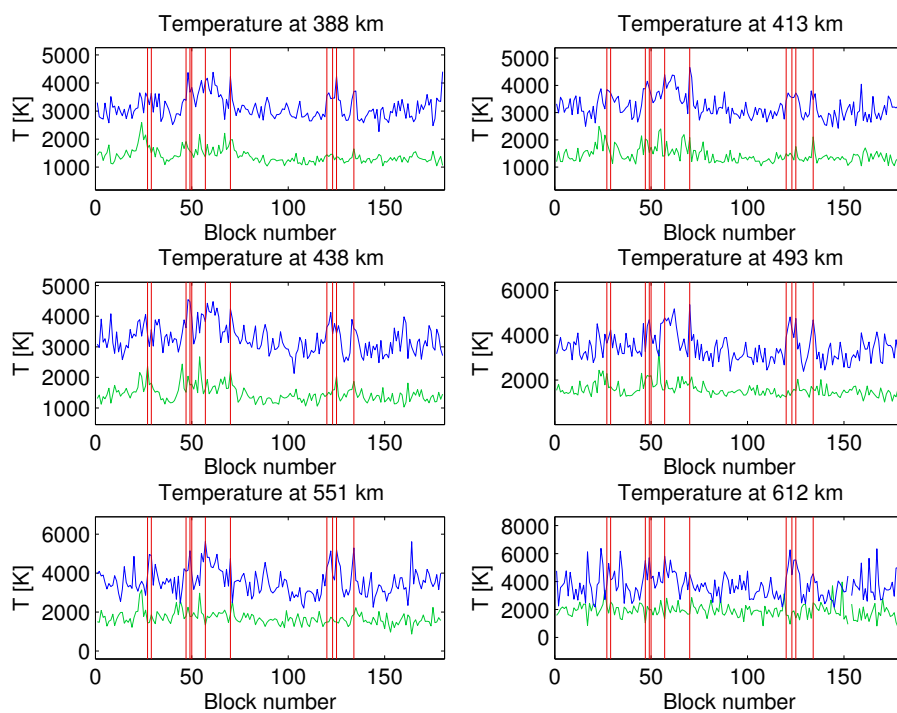 Temperature at 388 km
T [K]
5000
4000
3000
2000
1000
0 50 100 150
Block number
Temperature at 413 km
T [K]
5000
4000
3000
2000
1000
0 50 100 150
Block number
Temperature at 438 km
T [K]
5000
4000
3000
2000
1000
0 50 100 150
Block number
Temperature at 493 km
T [K]
6000
4000
2000
0 50 100 150
Block number
Temperature at 551 km
T [K]
6000
4000
2000
0
0 50 100 150
Block number
Temperature at 612 km
T [K]
8000
6000
4000
2000
0
0 50 100 150
Block number